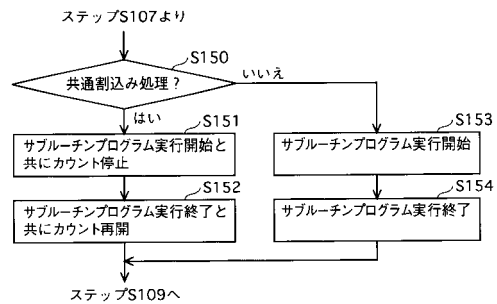 ステップS107より
S150
共通割込み処理？
いいえ
はい
S151
サブルーチンプログラム実行開始と
共にカウント停止
S153
サブルーチンプログラム実行開始
S152
サブルーチンプログラム実行終了と
共にカウント再開
S154
サブルーチンプログラム実行終了
ステップS109へ